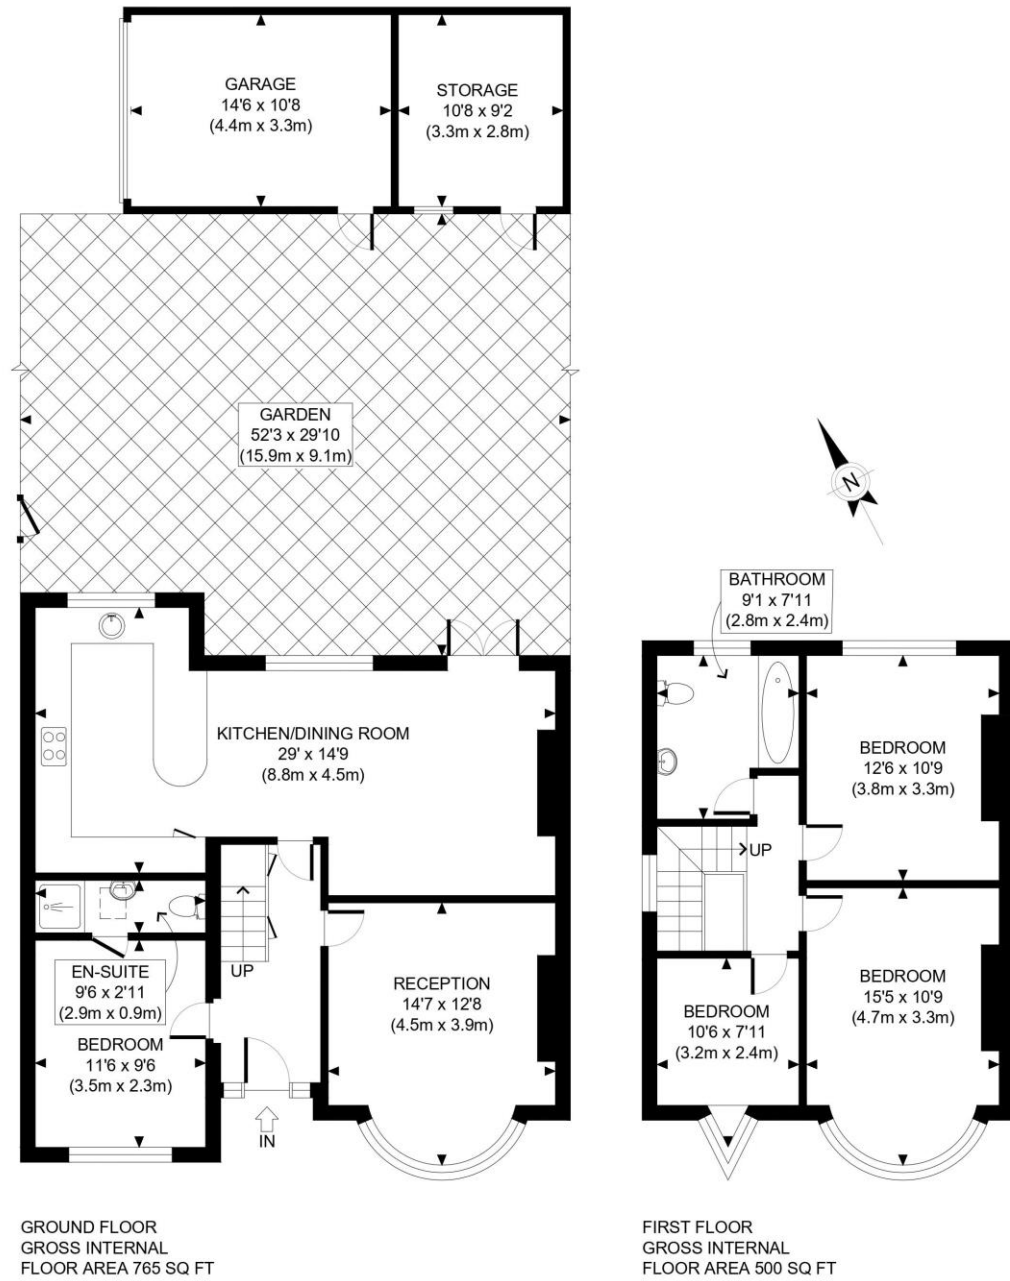 GARAGE
14'6 x 10'8
(4.4m x 3.3m)
STORAGE
10'8 x 9'2
(3.3m x 2.8m)
GARDEN
52'3 x 29'10
(15.9m x 9.1m)
N
BATHROOM
9'1 x 7'11
(2.8m x 2.4m)
KITCHEN/DINING ROOM
29' x 14'9
(8.8m x 4.5m)
BEDROOM
12'6 x 10'9
(3.8m x 3.3m)
UP
EN-SUITE
9'6 x 2'11
(2.9m x 0.9m)
UP
BEDROOM
11'6 x 9'6
(3.5m x 2.3m)
RECEPTION
14'7 x 12'8
(4.5m x 3.9m)
BEDROOM
10'6 x 7'11
(3.2m x 2.4m)
BEDROOM
15'5 x 10'9
(4.7m x 3.3m)
IN
GROUND FLOOR
GROSS INTERNAL
FLOOR AREA 765 SQ FT
FIRST FLOOR
GROSS INTERNAL
FLOOR AREA 500 SQ FT